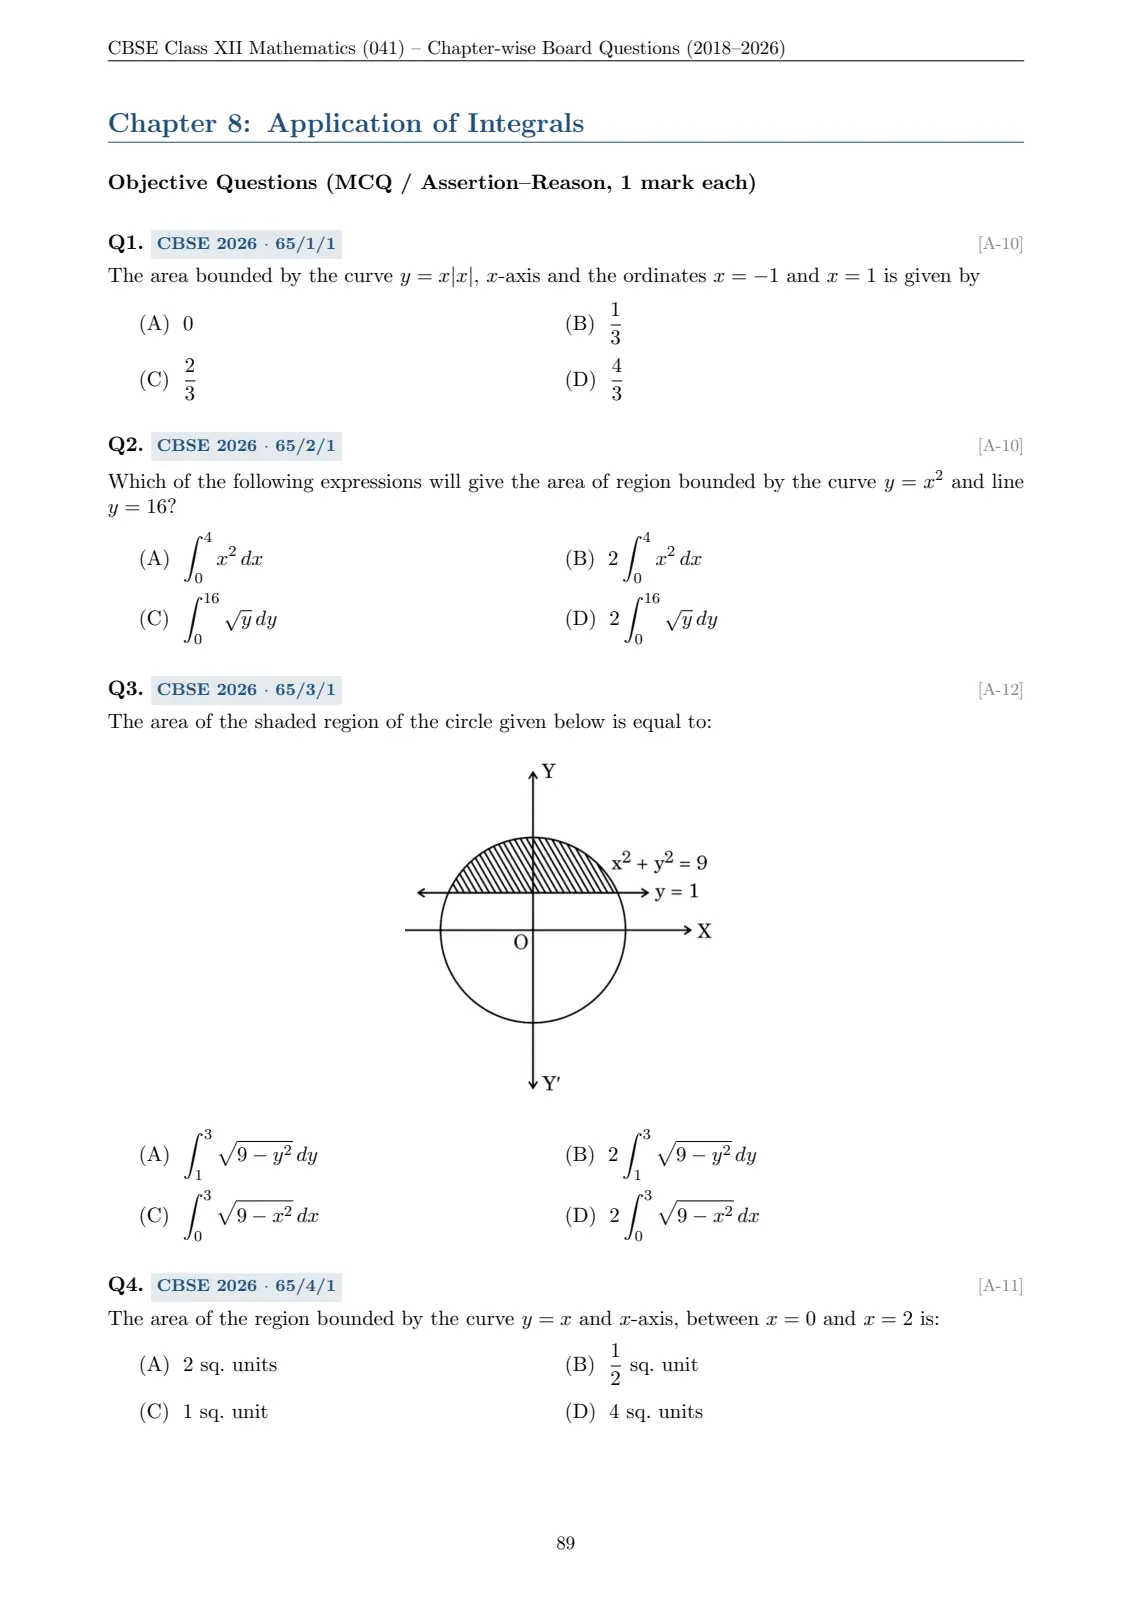 CBSE Class XII Mathematics (041) – Chapter-wise Board Questions (2018–2026)
Chapter 8: Application of Integrals
Objective Questions (MCQ / Assertion–Reason, 1 mark each)
Q1. CBSE 2026 · 65/1/1 [A-10]
The area bounded by the curve y = x|x|, x-axis and the ordinates x = −1 and x = 1 is given by
(A) 0 (B) 1/3
(C) 2/3 (D) 4/3
Q2. CBSE 2026 · 65/2/1 [A-10]
Which of the following expressions will give the area of region bounded by the curve y = x² and line
y = 16?
(A) ∫₀⁴ x² dx (B) 2 ∫₀⁴ x² dx
(C) ∫₀¹⁶ √y dy (D) 2 ∫₀¹⁶ √y dy
Q3. CBSE 2026 · 65/3/1 [A-12]
The area of the shaded region of the circle given below is equal to:
Y
x² + y² = 9
y = 1
X
O
Y′
(A) ∫₁³ √(9 − y²) dy (B) 2 ∫₁³ √(9 − y²) dy
(C) ∫₀³ √(9 − x²) dx (D) 2 ∫₀³ √(9 − x²) dx
Q4. CBSE 2026 · 65/4/1 [A-11]
The area of the region bounded by the curve y = x and x-axis, between x = 0 and x = 2 is:
(A) 2 sq. units (B) 1/2 sq. unit
(C) 1 sq. unit (D) 4 sq. units
89